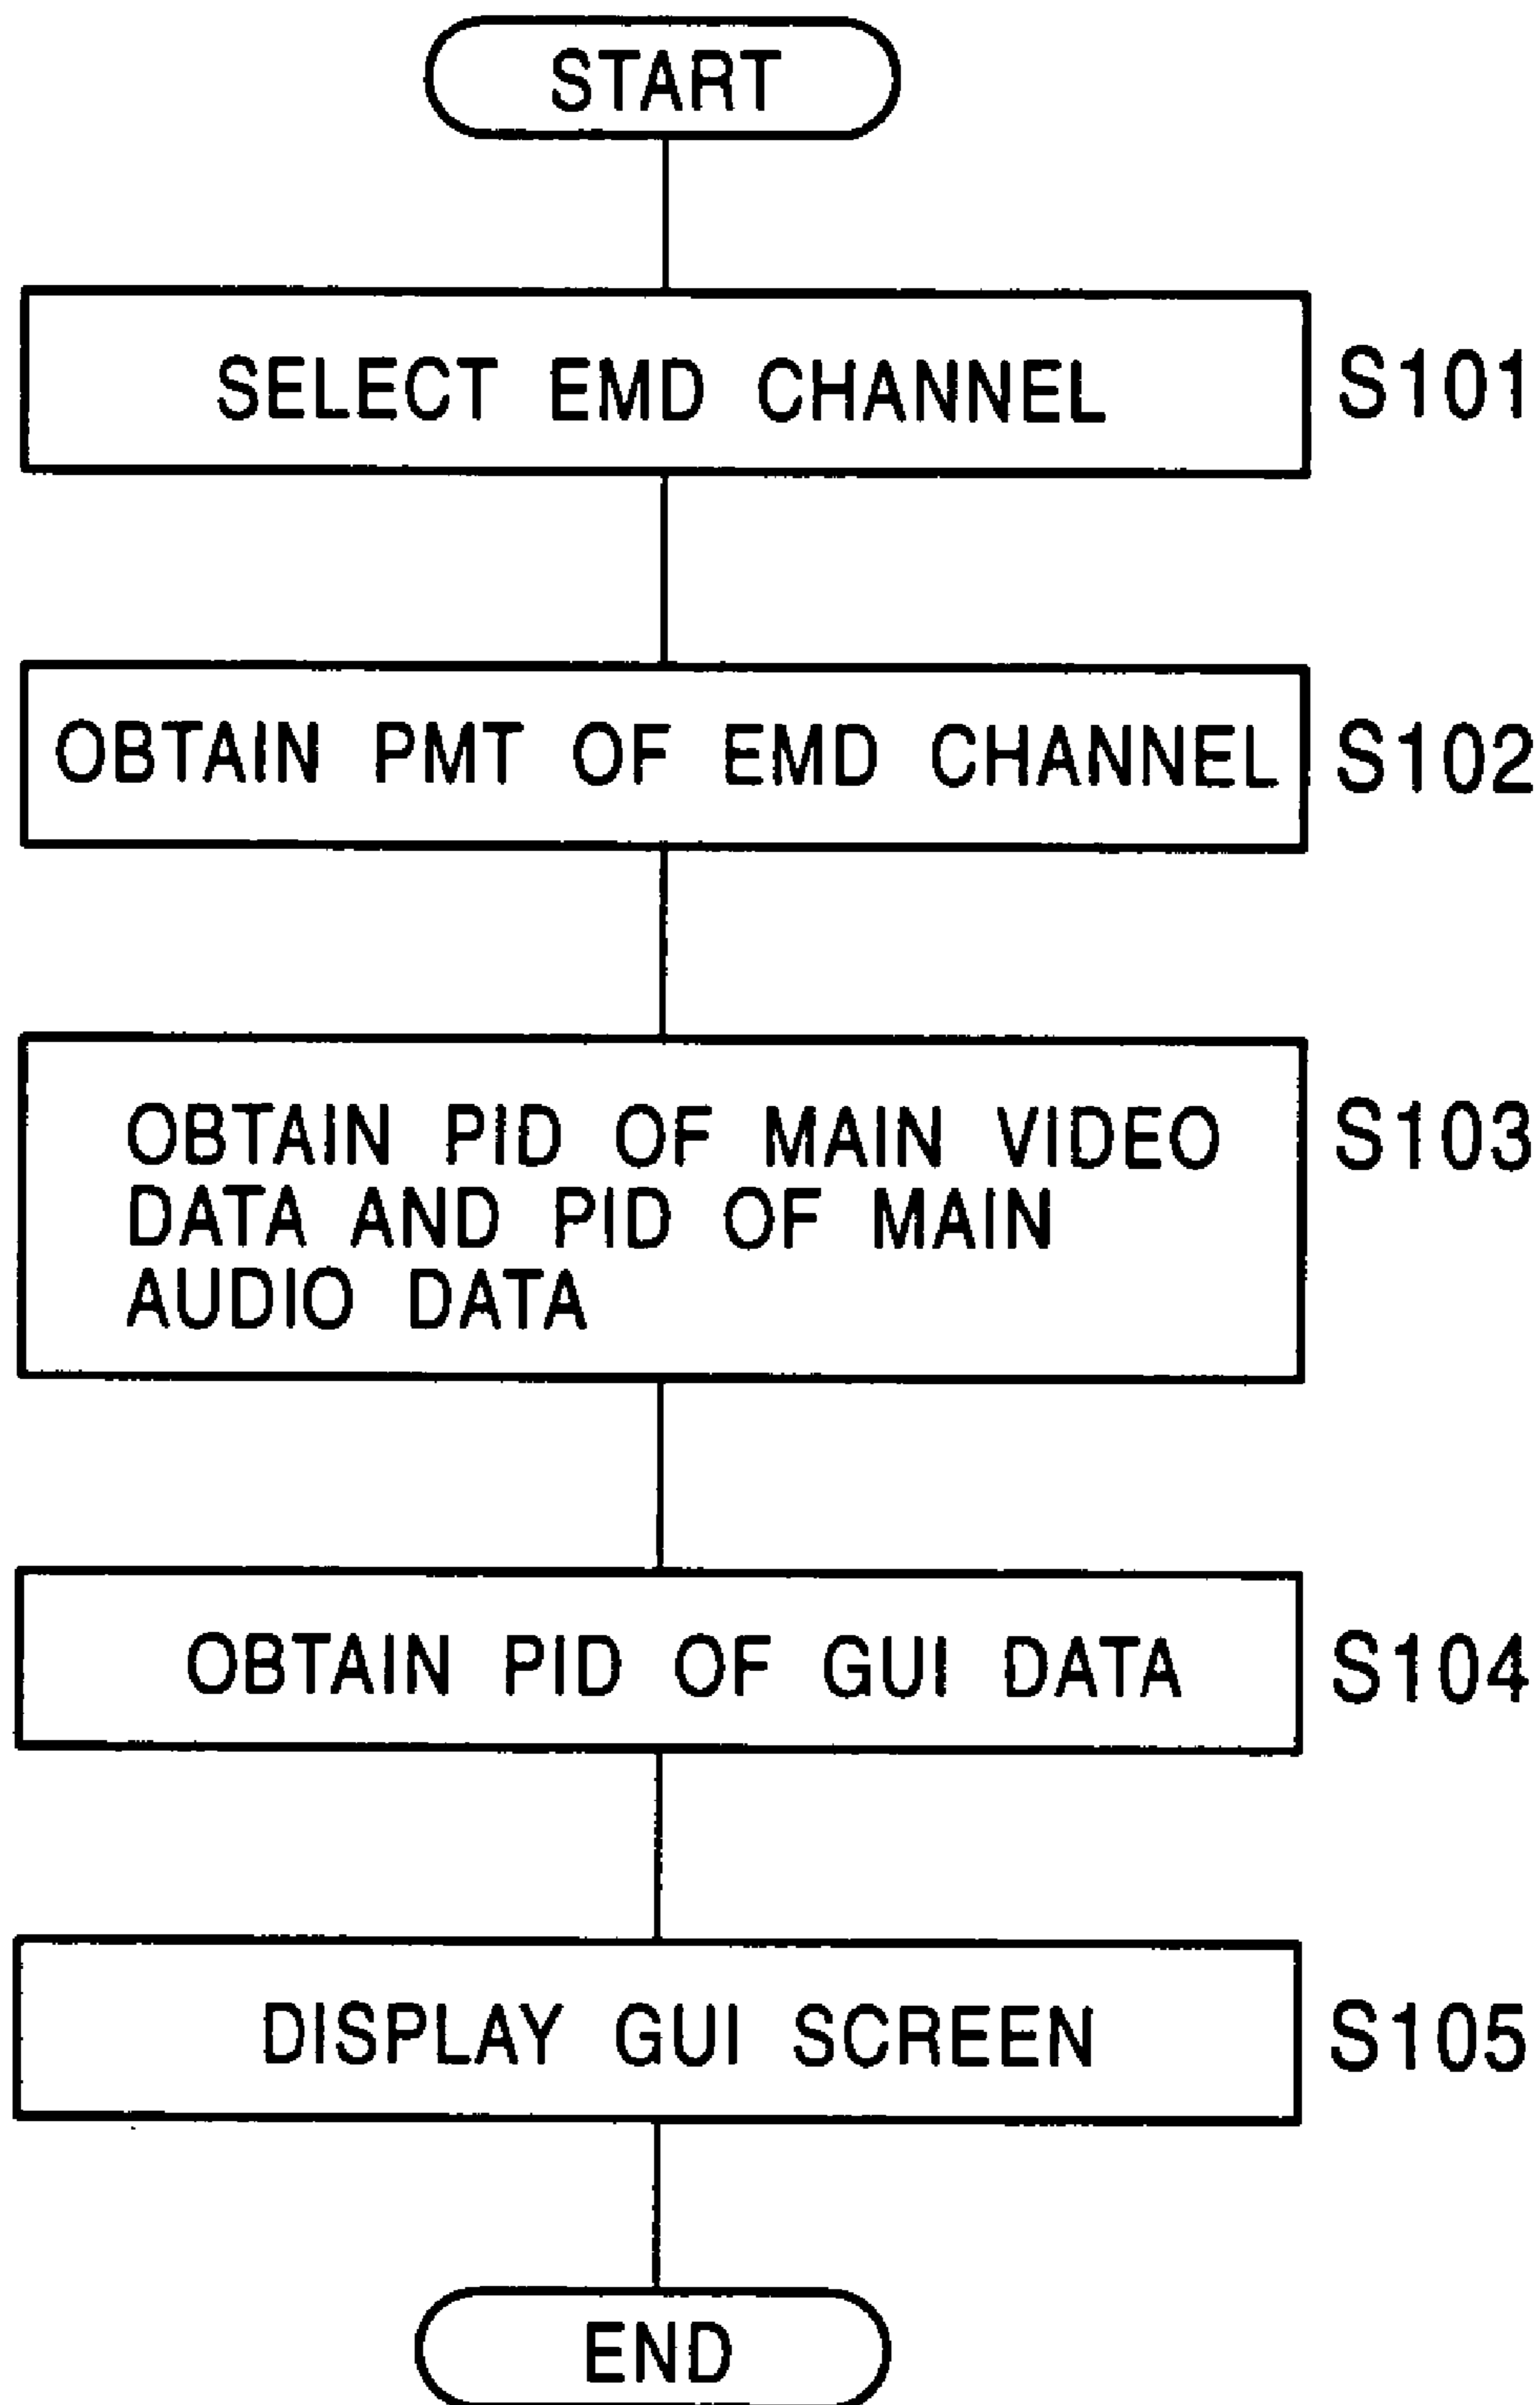 START
SELECT EMD CHANNEL
S101
OBTAIN PMT OF EMD CHANNEL
S102
OBTAIN PID OF MAIN VIDEO
DATA AND PID OF MAIN
AUDIO DATA
S103
OBTAIN PID OF GUI DATA
S104
DISPLAY GUI SCREEN
S105
END